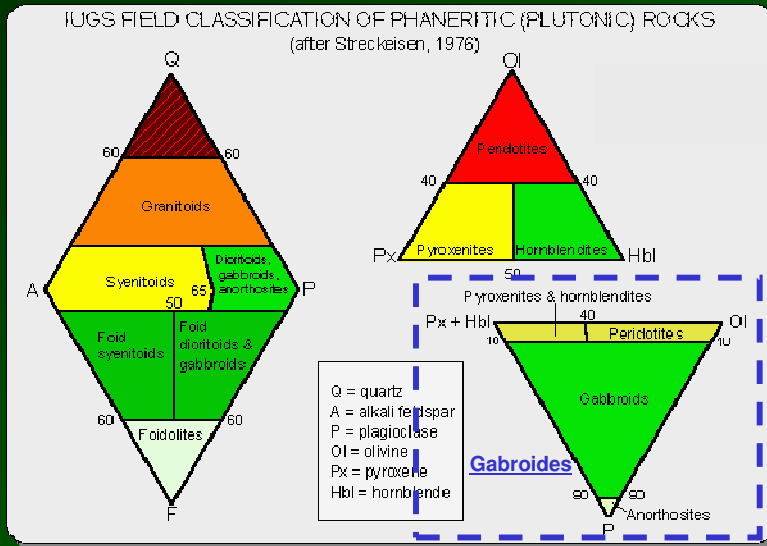 IUGS FIELD CLASSIFICATION OF PHANERITIC (PLUTONIC) ROCKS
(after Streckeisen, 1976)
Q
60
60
Granitoids
A
Syenitoids
50
65
Dioritoids,
gabbroids,
anorthosites
P
Foid
syenitoids
Foid
dioritoids &
gabbroids
60
60
Foidolites
F
Ol
Peridotites
40
40
Px
Pyroxenites
Hornblendites
Hbl
50
Q = quartz
A = alkali feldspar
P = plagioclase
Ol = olivine
Px = pyroxene
Hbl = hornblende
Pyroxenites & hornblendites
Px + Hbl
40
Ol
10
Peridotites
10
Gabbroids
Gabroides
90
90
Anorthosites
P